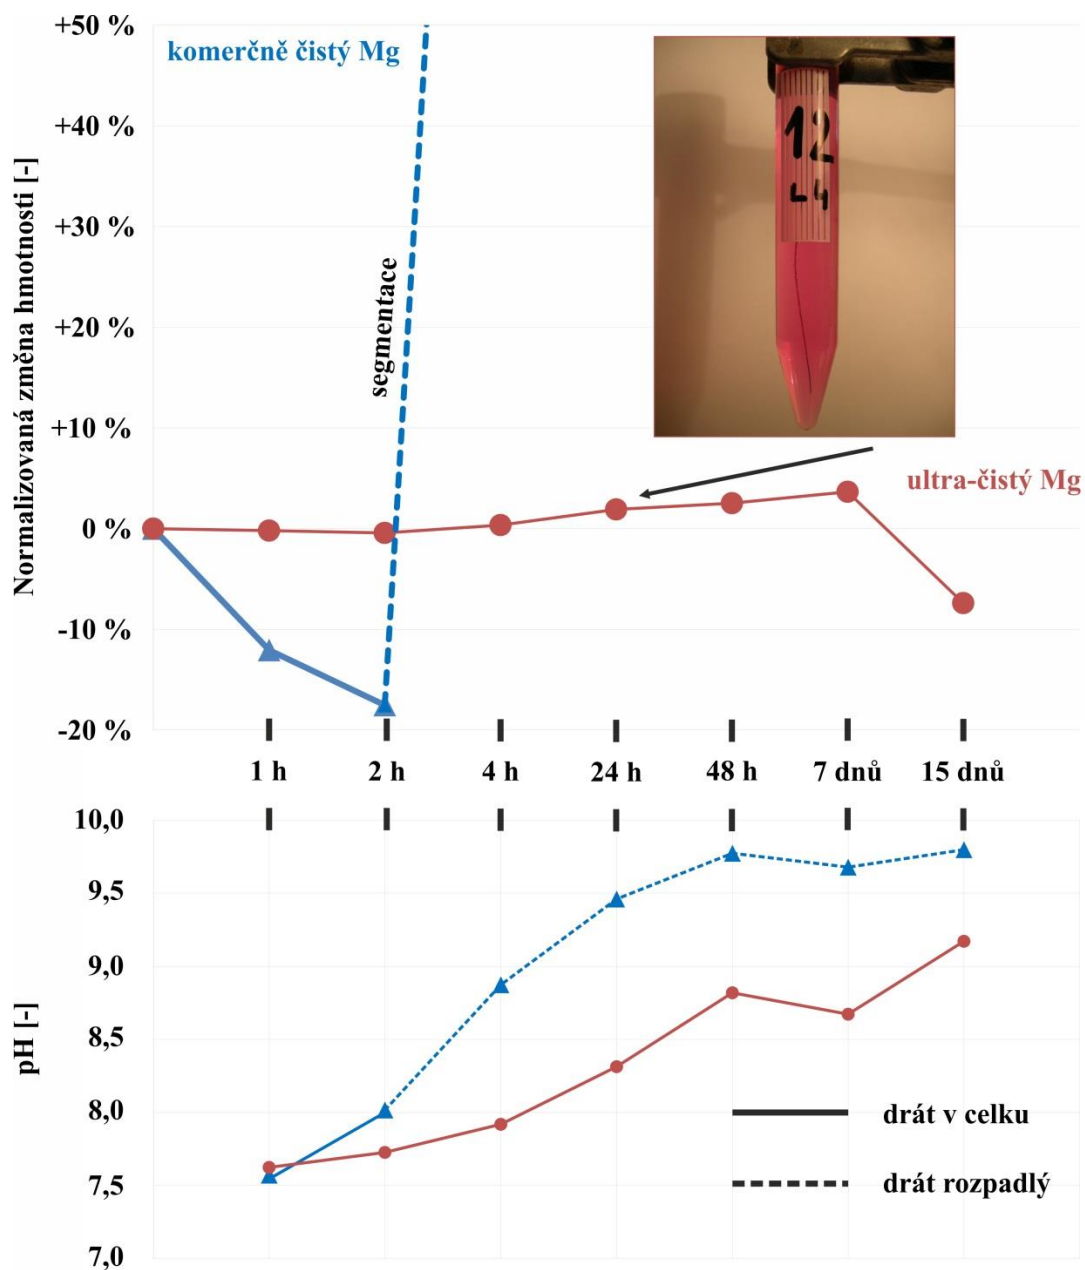 +50 %
komerčně čistý Mg
+40 %
+30 %
+20 %
+10 %
0 %
-10 %
-20 %
Normalizovaná změna hmotnosti [-]
segmentace
12
L4
ultra-čistý Mg
1 h
2 h
4 h
24 h
48 h
7 dnů
15 dnů
10,0
9,5
9,0
8,5
8,0
7,5
7,0
pH [-]
drát v celku
drát rozpadlý